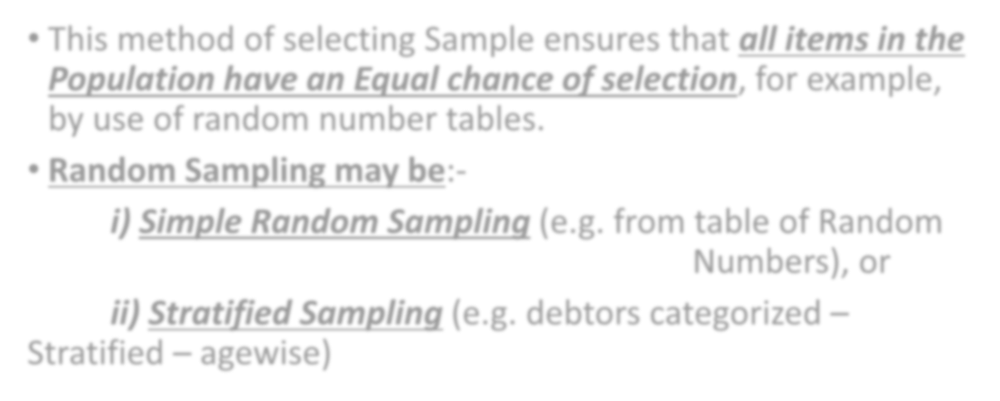 • This method of selecting Sample ensures that all items in the
Population have an Equal chance of selection, for example,
by use of random number tables.
• Random Sampling may be:-
i) Simple Random Sampling (e.g. from table of Random
Numbers), or
ii) Stratified Sampling (e.g. debtors categorized –
Stratified – agewise)